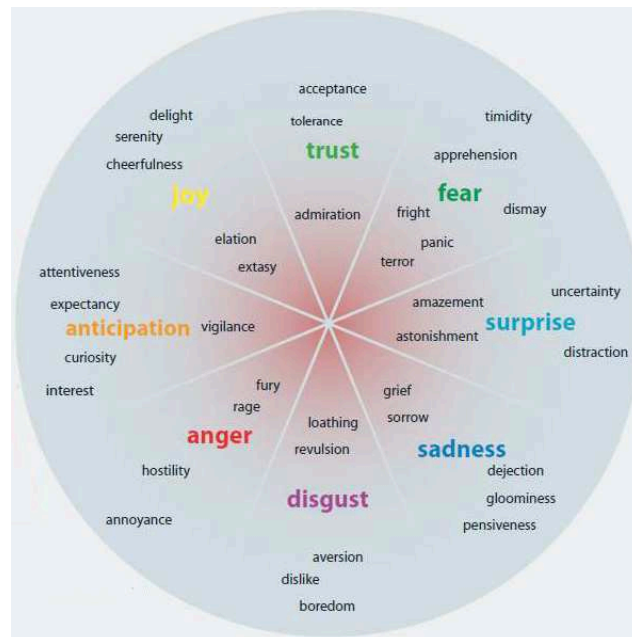 acceptance
delight
timidity
tolerance
serenity
trust
apprehension
cheerfulness
joy
fear
fright
dismay
admiration
elation
panic
extasy
terror
attentiveness
uncertainty
expectancy
amazement
anticipation
vigilance
surprise
astonishment
curiosity
distraction
interest
fury
grief
rage
sorrow
loathing
anger
revulsion
sadness
hostility
dejection
disgust
gloominess
annoyance
pensiveness
aversion
dislike
boredom